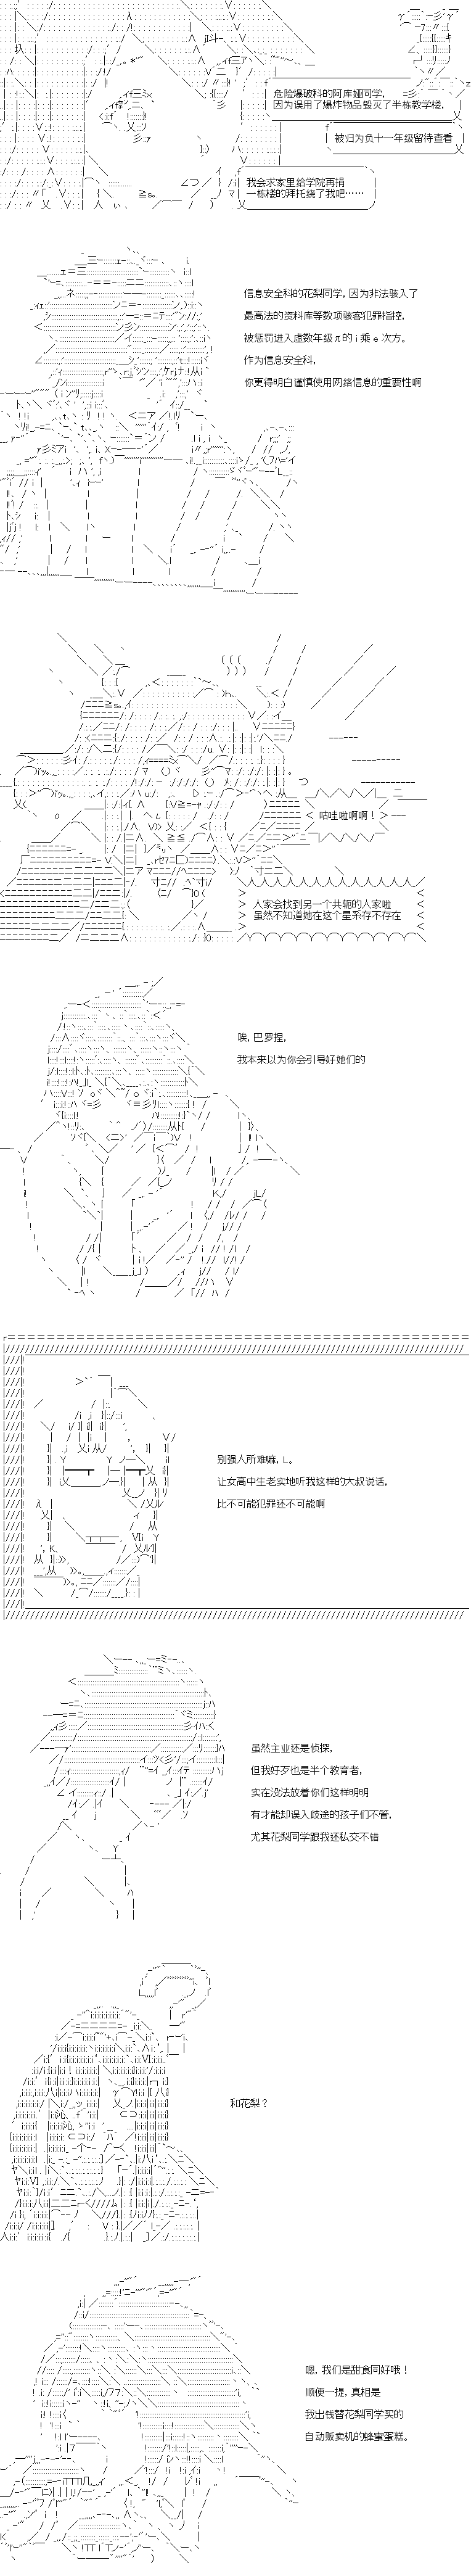 危险爆破科的阿库娅同学，
因为误用了爆炸物品毁灭了半栋教学楼，
被归为负十一年级留待查看
我会求家里给学院再捐
一栋楼的拜托挠了我吧……
信息安全科的花梨同学，因为非法骇入了
最高法的资料库等数项骇客犯罪指控，
被惩罚进入虚数年级π的i乘e次方。
作为信息安全科，
你更得明白谨慎使用网络信息的重要性啊
咕哇啦啊啊！
人家会找到另一个共轭的人家啦
虽然不知道她在这个星系存不存在
唉，巴罗捏，
我本来以为你会引导好她们的
别强人所难嘛，L。
让女高中生老实地听我这样的大叔说话，
比不可能犯罪还不可能啊
虽然主业还是侦探，
但我好歹也是半个教育者，
实在没法放着你们这样明明
有才能却误入歧途的孩子们不管，
尤其花梨同学跟我还私交不错
和花梨？
嗯，我们是甜食同好哦！
顺便一提，真相是
我出钱替花梨同学买的
自动贩卖机的蜂蜜蛋糕。